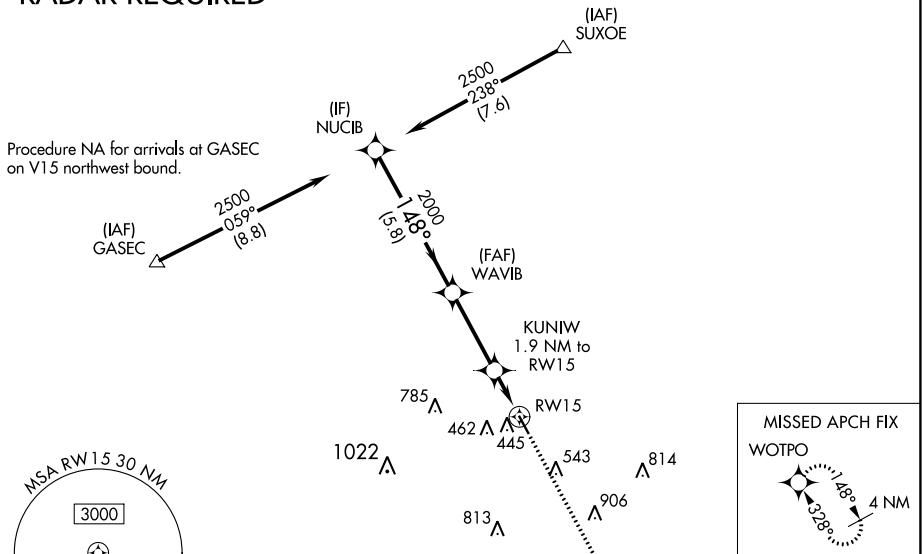 RADAR REQUIRED
(IAF)
SUXOE
2500
238°
(7.6)
(IF)
NUCIB
Procedure NA for arrivals at GASEC
on V15 northwest bound.
2500
059°
(8.8)
(IAF)
GASEC
2000
148°
(5.8)
(FAF)
WAVIB
KUNIW
1.9 NM to
RW15
RW15
785
462
445
1022
543
814
906
813
MSA RW15 30 NM
3000
MISSED APCH FIX
WOTPO
148°
328°
4 NM